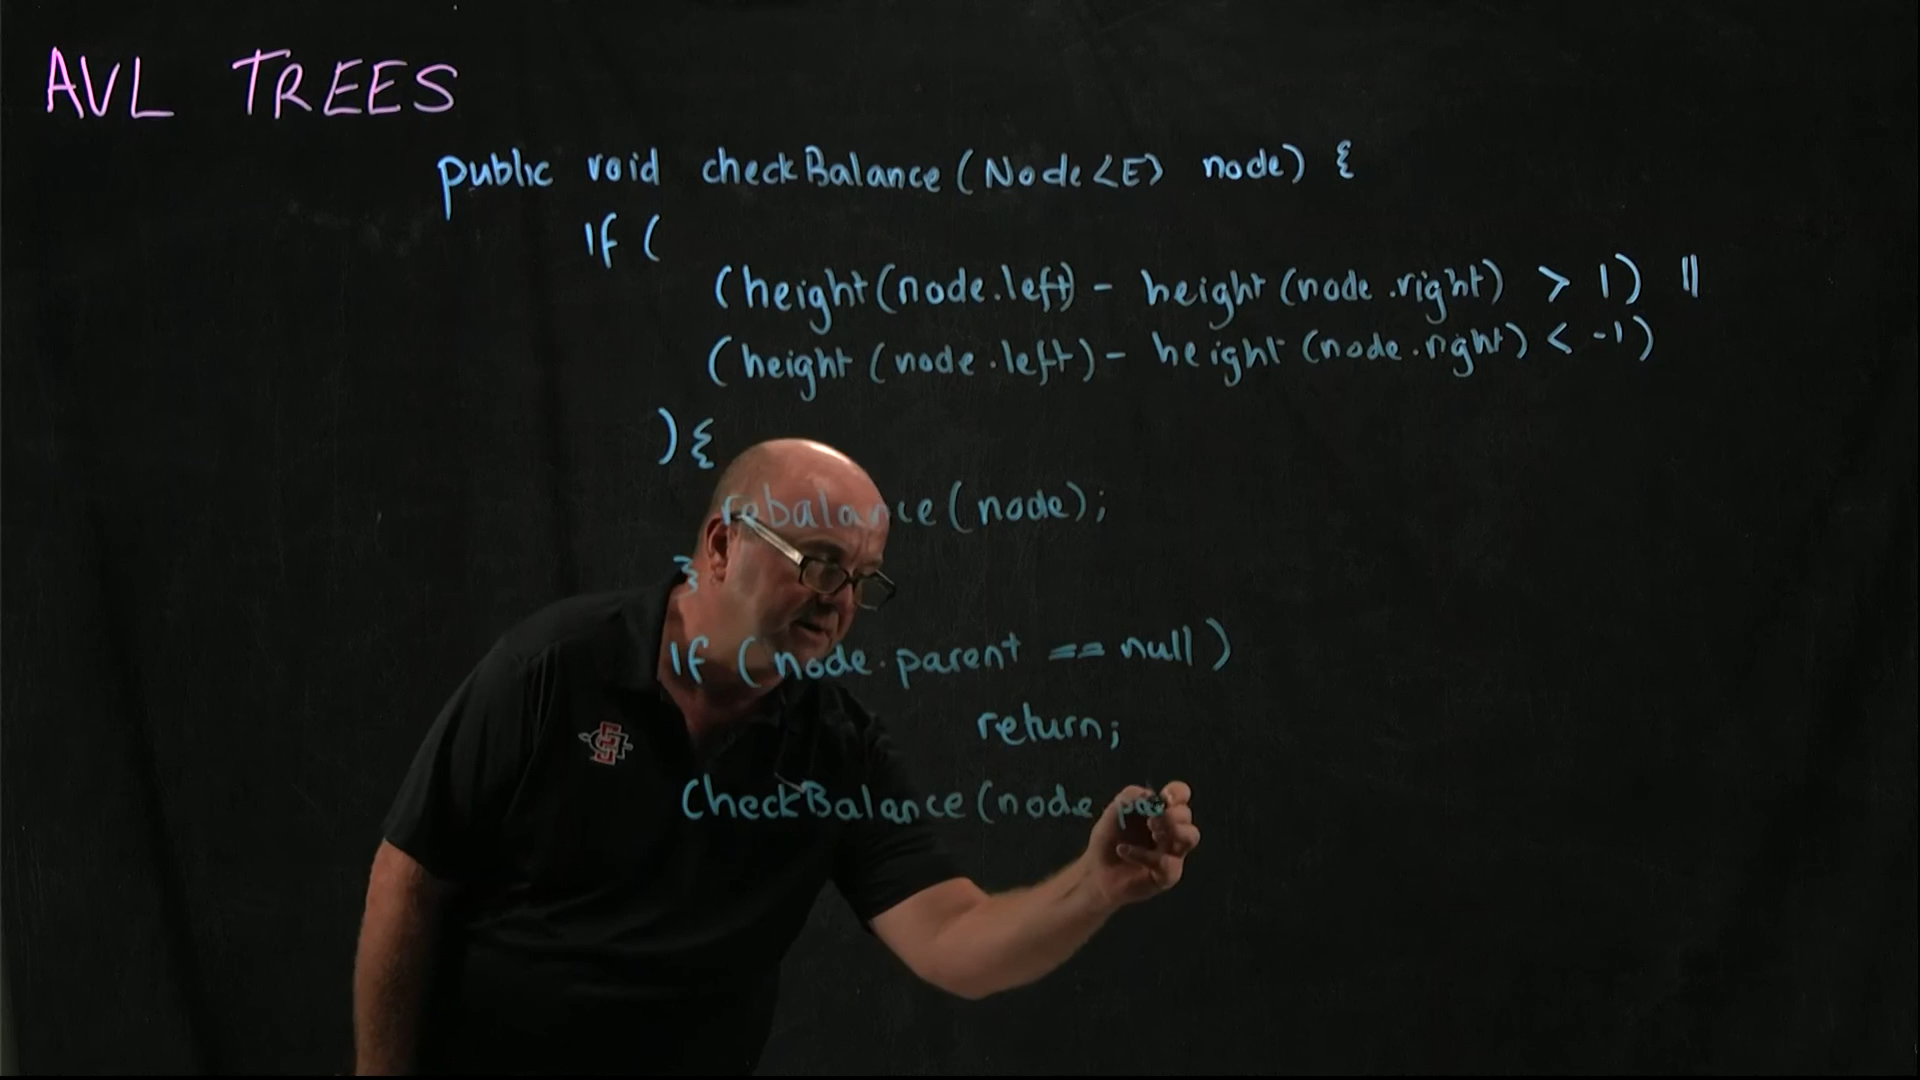 AVL TREES
public void checkBalance (Node<E> node) {
If (
(height(node.left) - height(node.right) > 1) ||
(height(node.left) - height(node.right) < -1)
){
rebalance(node);
}
If (node.parent == null)
return;
CheckBalance(node